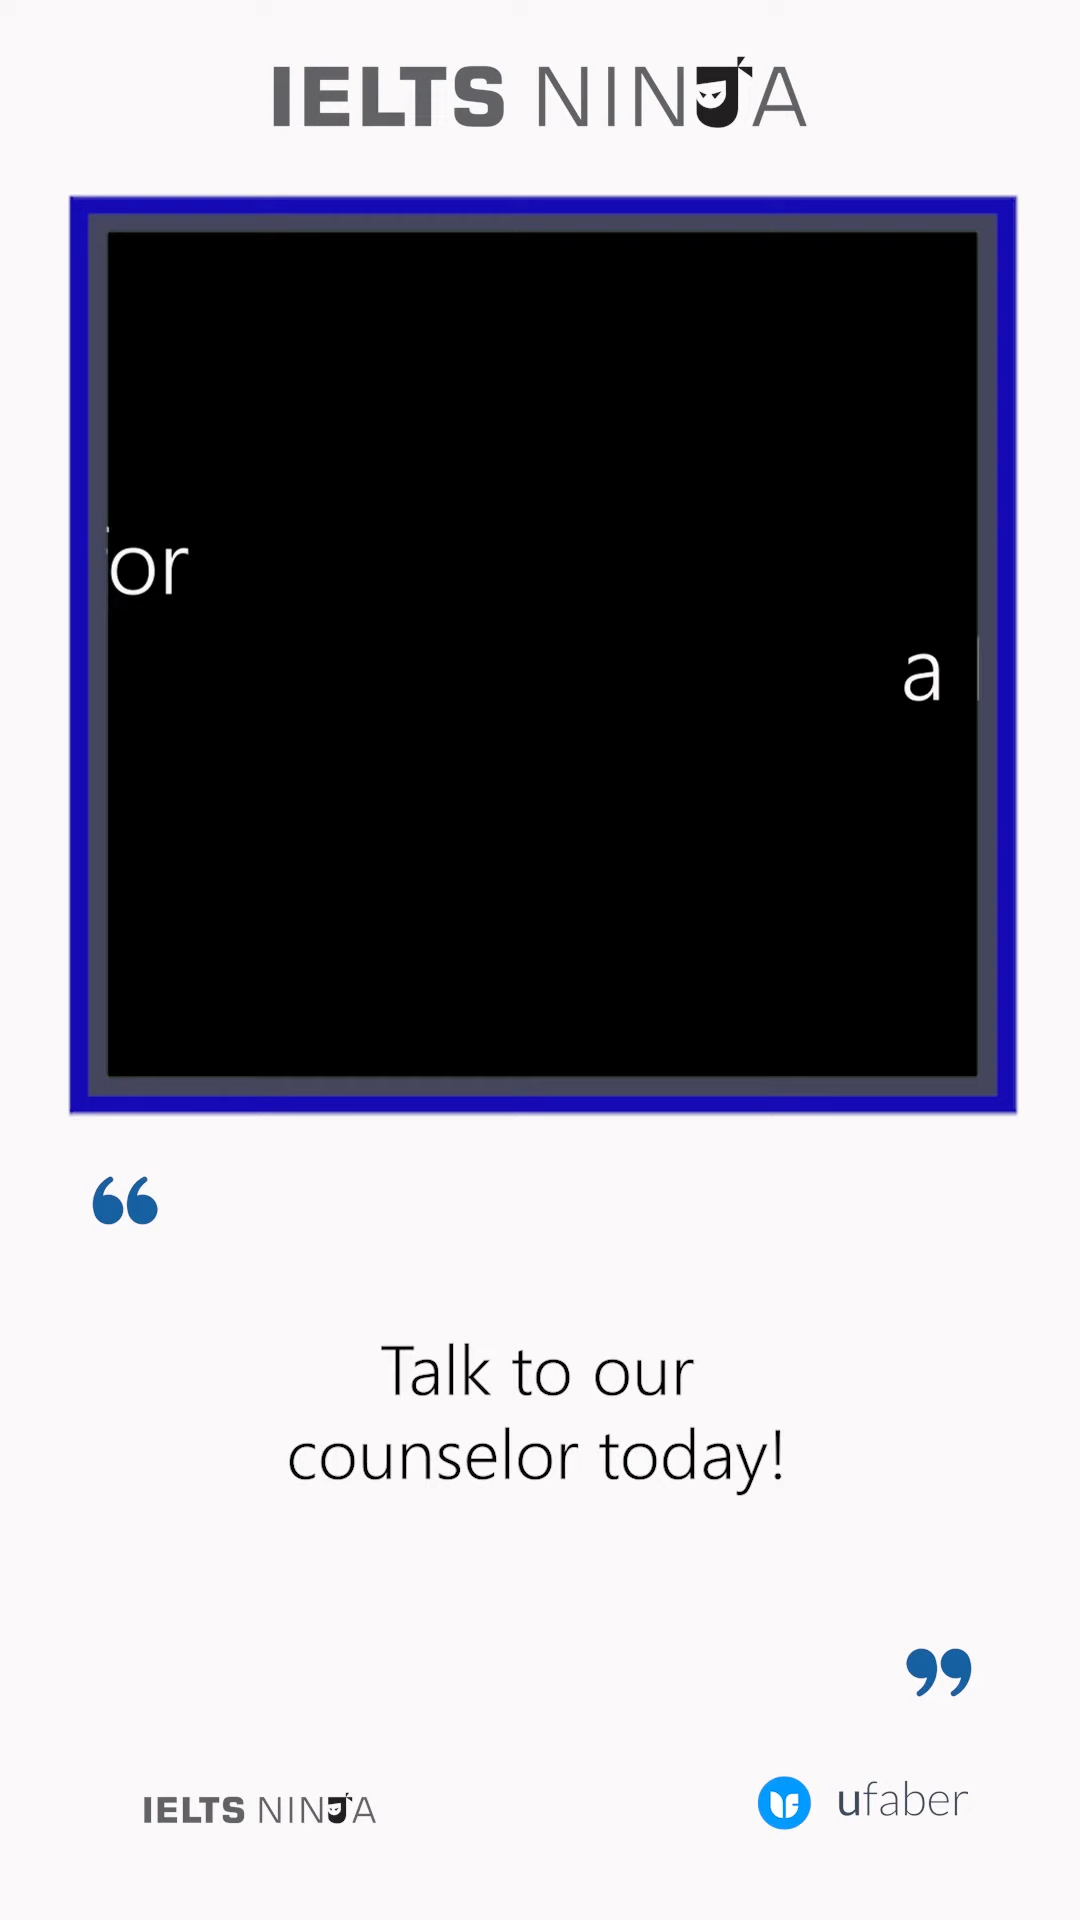 IELTS NINJA
or
a
Talk to our
counselor today!
IELTS NINJA
ufaber